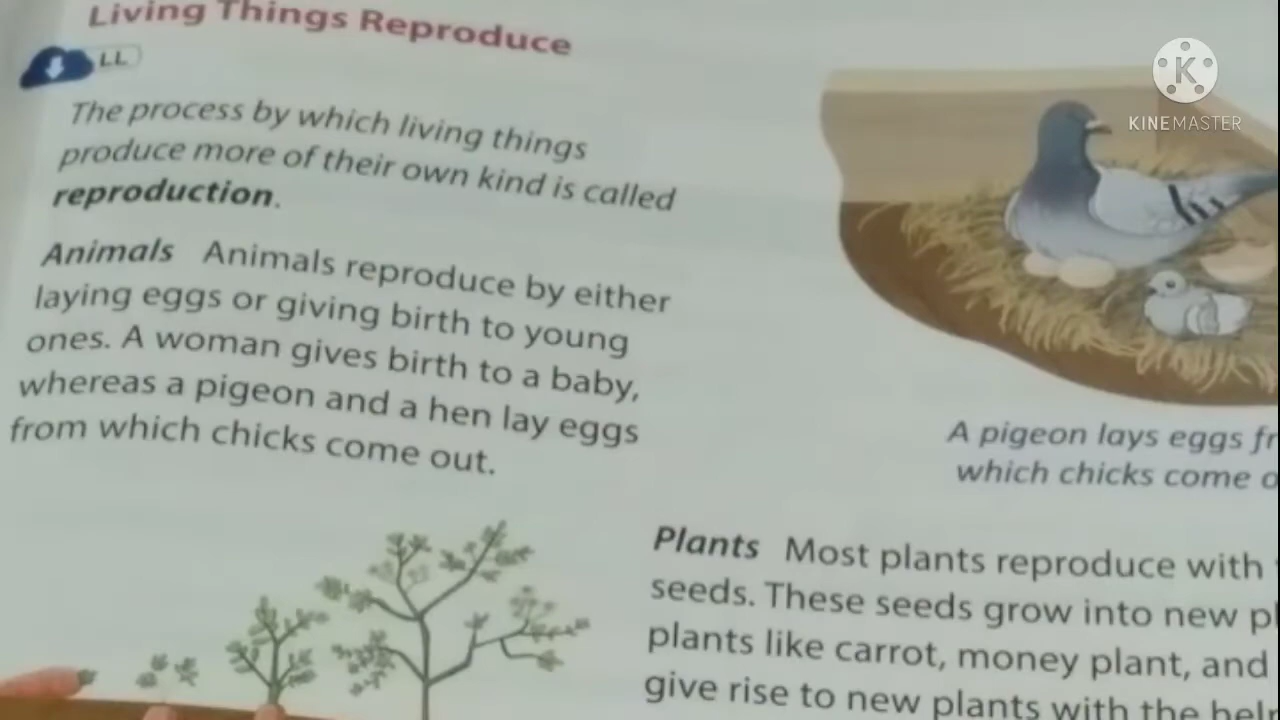 Living Things Reproduce
LL
The process by which living things
produce more of their own kind is called
reproduction.
Animals Animals reproduce by either
laying eggs or giving birth to young
ones. A woman gives birth to a baby,
whereas a pigeon and a hen lay eggs
from which chicks come out.
K
KINEMASTER
A pigeon lays eggs
which chicks come
Plants Most plants reproduce with
seeds. These seeds grow into new
plants like carrot, money plant, and
give rise to new plants with the